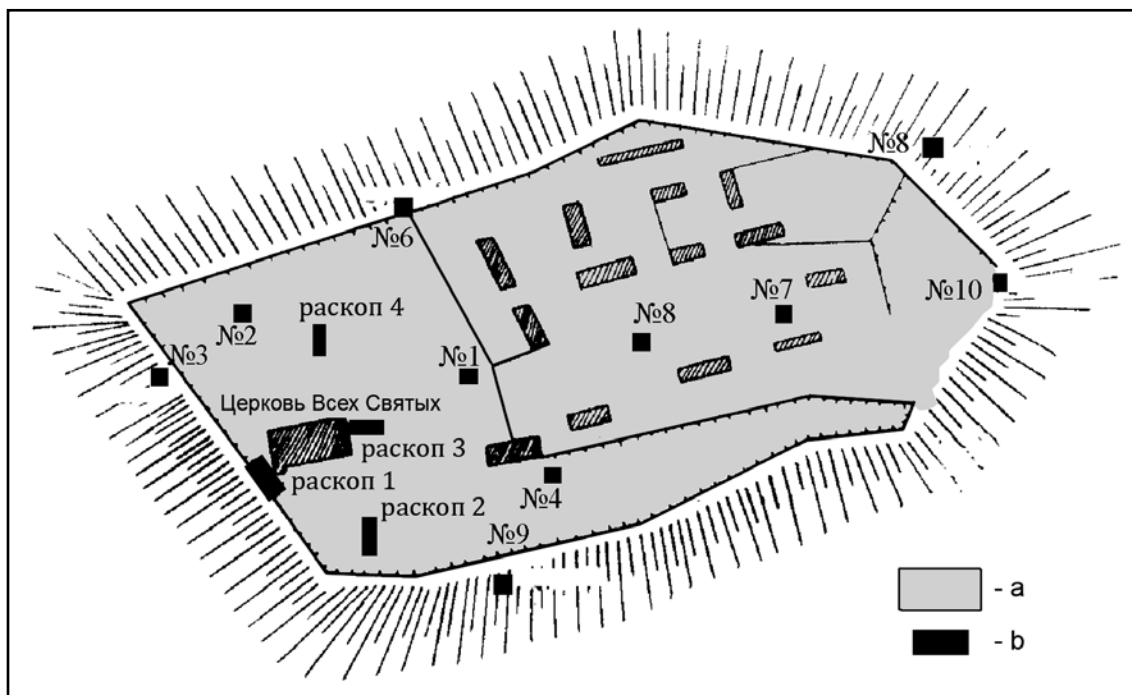 №8
№6
№10
№2
раскоп 4
№7
№8
№3
№1
Церковь Всех Святых
раскоп 3
раскоп 1
№4
раскоп 2
№9
- a
- b